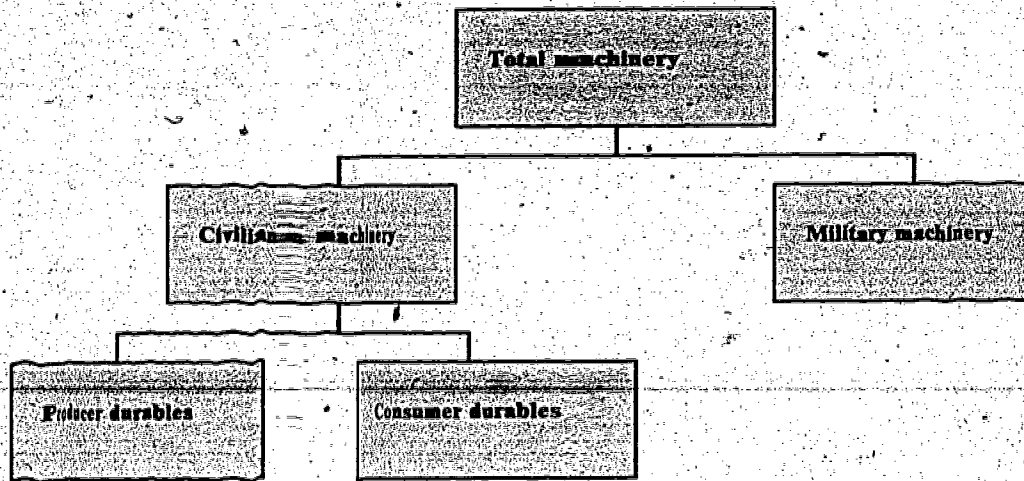 Total machinery
Civilian machinery
Military machinery
Producer durables
Consumer durables